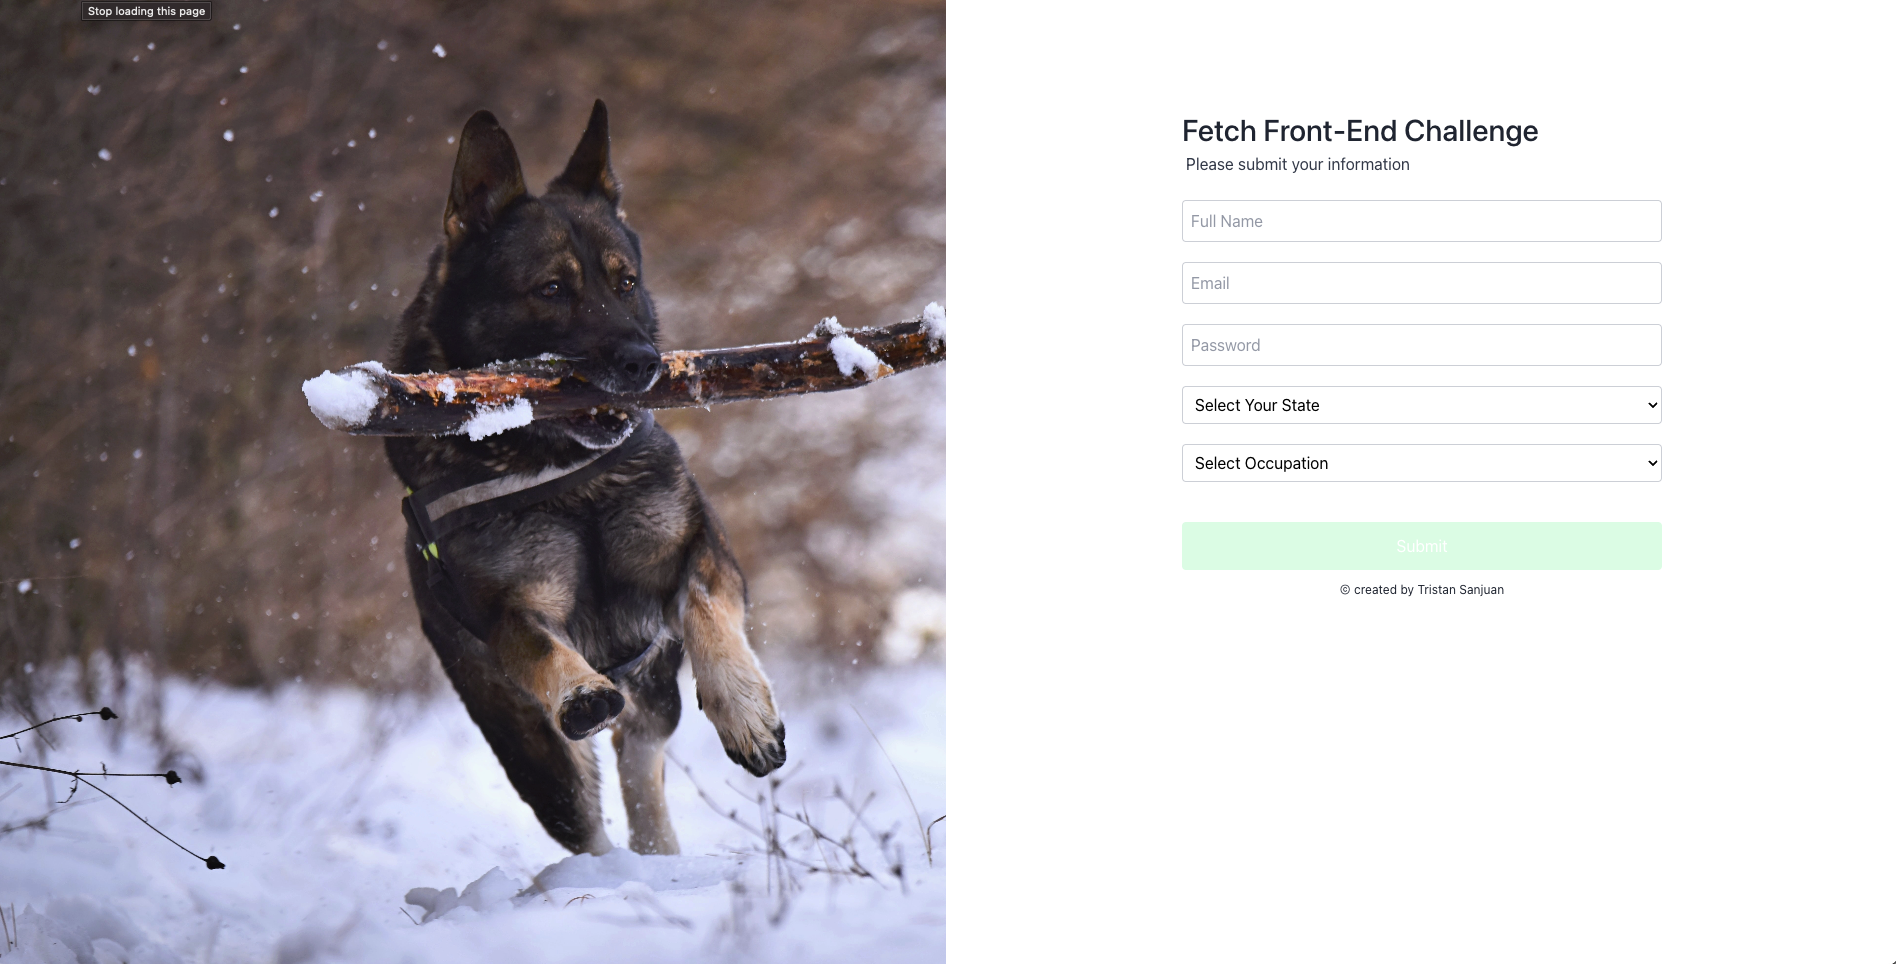 Stop loading this page
Fetch Front-End Challenge
Please submit your information
Full Name
Email
Password
Select Your State
Select Occupation
Submit
© created by Tristan Sanjuan